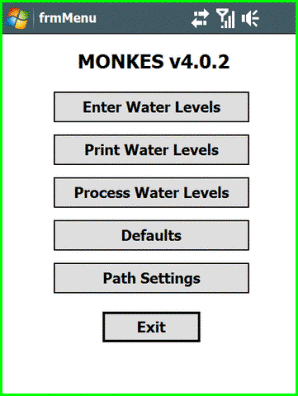 frmMenu
MONKES v4.0.2
Enter Water Levels
Print Water Levels
Process Water Levels
Defaults
Path Settings
Exit